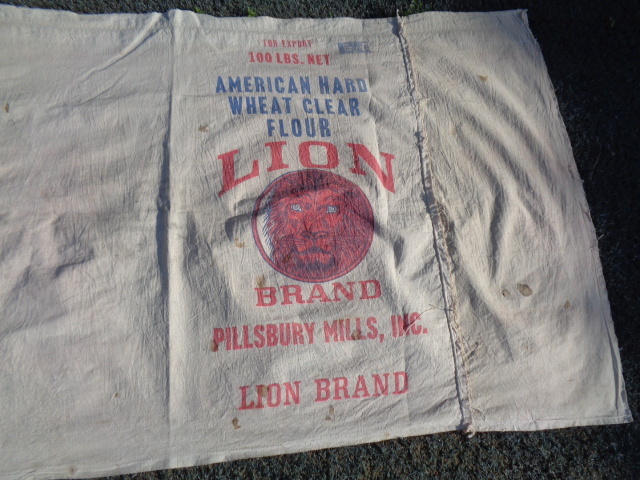 "FOR EXPORT"
100 LBS. NET
AMERICAN HARD
WHEAT CLEAR
FLOUR
LION
BRAND
PILLSBURY MILLS, INC.
LION BRAND